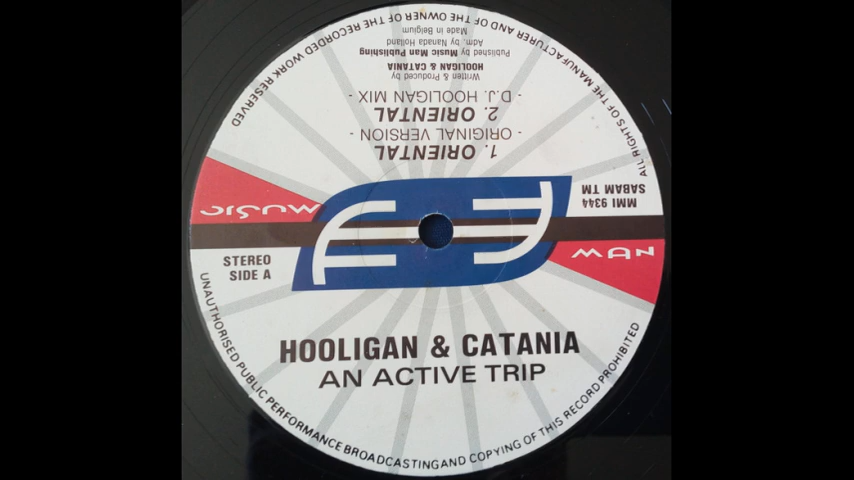 HOOLIGAN & CATANIA
AN ACTIVE TRIP
STEREO
SIDE A
MUSIC
MAN
MMI 9344
SABAM TM
1. ORIENTAL
- ORIGINAL VERSION -
2. ORIENTAL
- D.J. HOOLIGAN MIX -
Written & Produced by
HOOLIGAN & CATANIA
Published by Music Man Publishing
Adm. by Nanada Holland
Made in Belgium
ALL RIGHTS OF THE MANUFACTURER AND OF THE OWNER OF THE RECORDED WORK RESERVED
UNAUTHORISED PUBLIC PERFORMANCE BROADCASTING AND COPYING OF THIS RECORD PROHIBITED